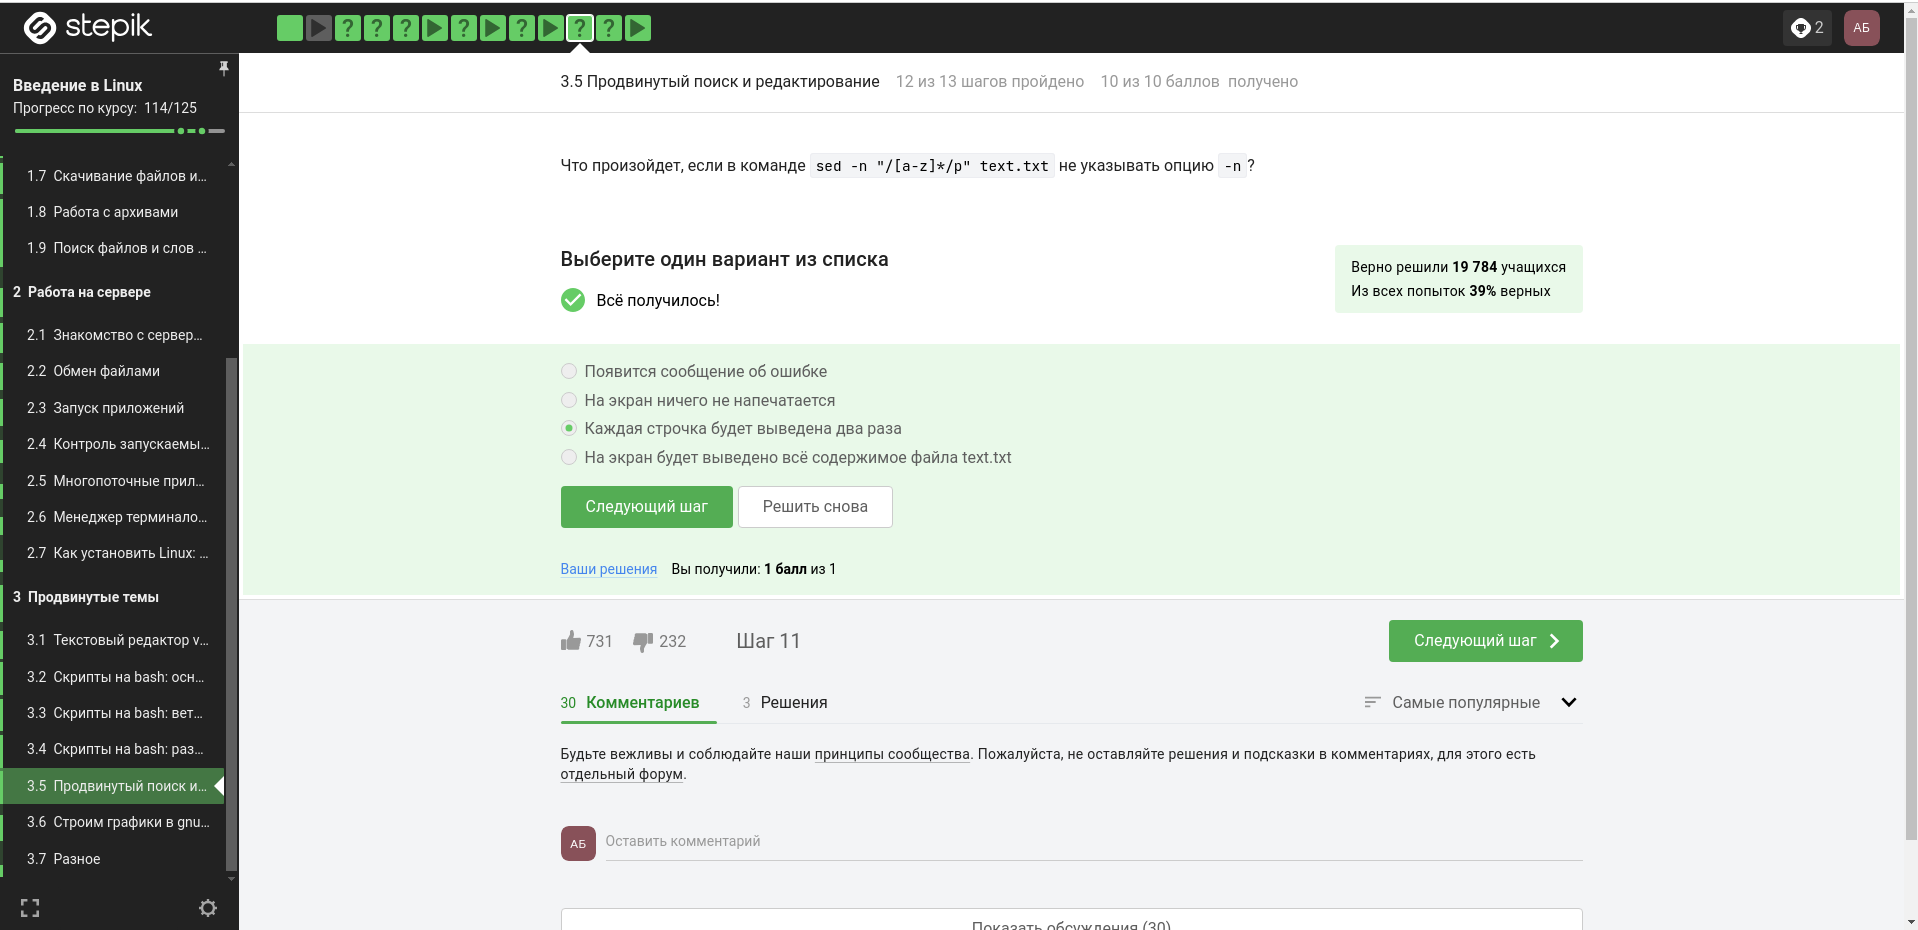 stepik
? ? ? ? ? ? ?
2
АБ
Введение в Linux
Прогресс по курсу: 114/125
1.7 Скачивание файлов и...
1.8 Работа с архивами
1.9 Поиск файлов и слов ...
2 Работа на сервере
2.1 Знакомство с сервер...
2.2 Обмен файлами
2.3 Запуск приложений
2.4 Контроль запускаемы...
2.5 Многопоточные прил...
2.6 Менеджер терминало...
2.7 Как установить Linux: ...
3 Продвинутые темы
3.1 Текстовый редактор v...
3.2 Скрипты на bash: осн...
3.3 Скрипты на bash: вет...
3.4 Скрипты на bash: раз...
3.5 Продвинутый поиск и...
3.6 Строим графики в gnu...
3.7 Разное
3.5 Продвинутый поиск и редактирование 12 из 13 шагов пройдено 10 из 10 баллов получено
Что произойдет, если в команде sed -n "/[a-z]*/p" text.txt не указывать опцию -n?
Выберите один вариант из списка
Всё получилось!
Верно решили 19 784 учащихся
Из всех попыток 39% верных
Появится сообщение об ошибке
На экран ничего не напечатается
Каждая строчка будет выведена два раза
На экран будет выведено всё содержимое файла text.txt
Следующий шаг Решить снова
Ваши решения Вы получили: 1 балл из 1
731 232 Шаг 11 Следующий шаг
30 Комментариев 3 Решения Самые популярные
Будьте вежливы и соблюдайте наши принципы сообщества. Пожалуйста, не оставляйте решения и подсказки в комментариях, для этого есть
отдельный форум.
АБ Оставить комментарий
Показать обсуждения (30)